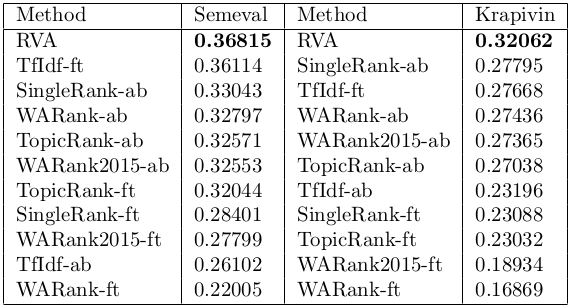 Method Semeval Method Krapivin
RVA 0.36815 RVA 0.32062
TfIdf-ft 0.36114 SingleRank-ab 0.27795
SingleRank-ab 0.33043 TfIdf-ft 0.27668
WARank-ab 0.32797 WARank-ab 0.27436
TopicRank-ab 0.32571 WARank2015-ab 0.27365
WARank2015-ab 0.32553 TopicRank-ab 0.27038
TopicRank-ft 0.32044 TfIdf-ab 0.23196
SingleRank-ft 0.28401 SingleRank-ft 0.23088
WARank2015-ft 0.27799 TopicRank-ft 0.23032
TfIdf-ab 0.26102 WARank2015-ft 0.18934
WARank-ft 0.22005 WARank-ft 0.16869